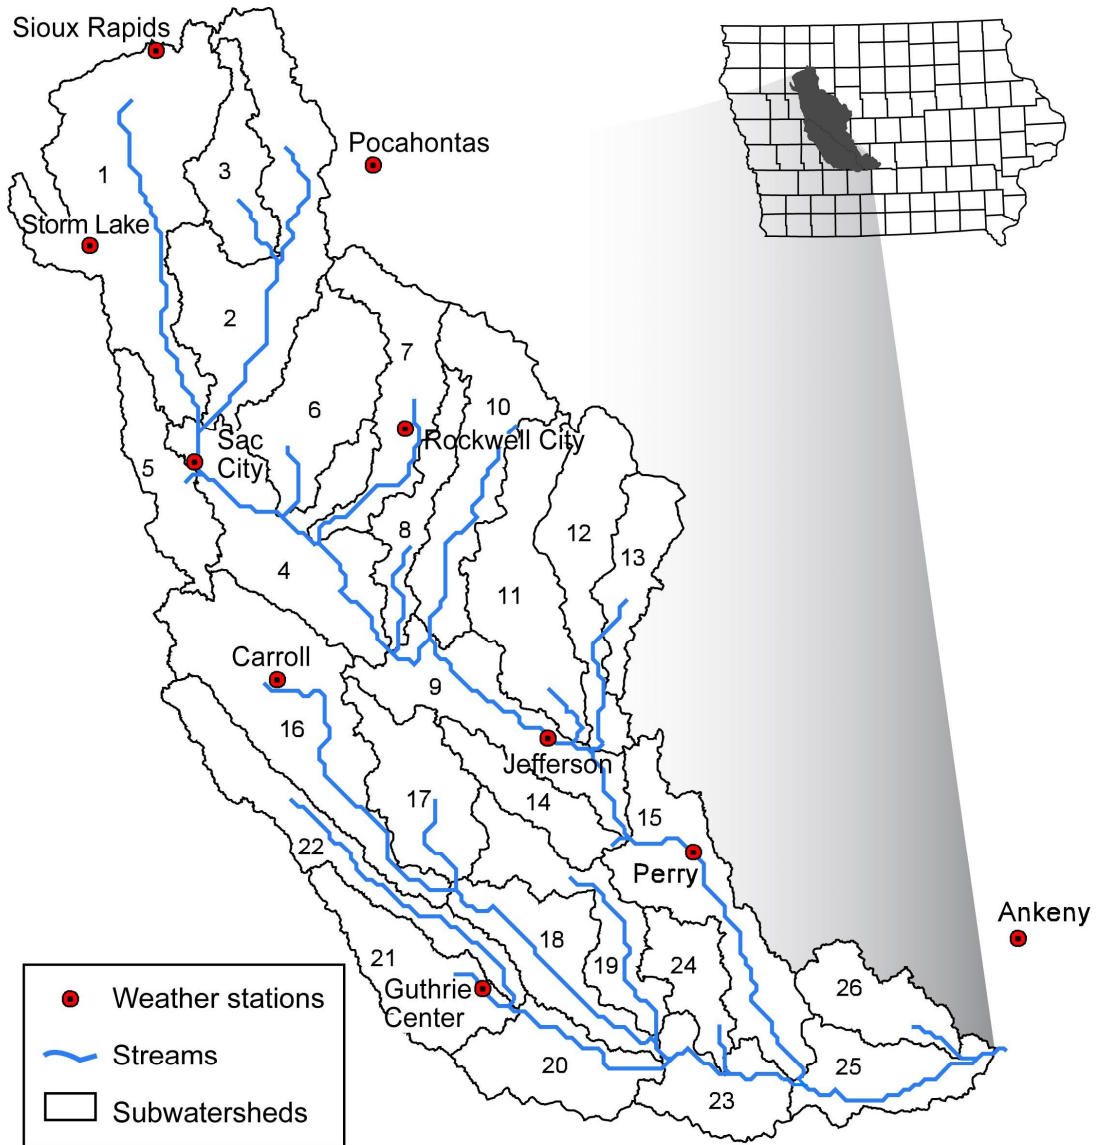 Sioux Rapids
Pocahontas
3
1
Storm Lake
2
7
6
10
Rockwell City
Sac
City
5
8
12
13
4
11
Carroll
9
16
Jefferson
17
14
15
22
Perry
Ankeny
18
21
19
24
26
Guthrie
Center
20
25
23
Weather stations
Streams
Subwatersheds